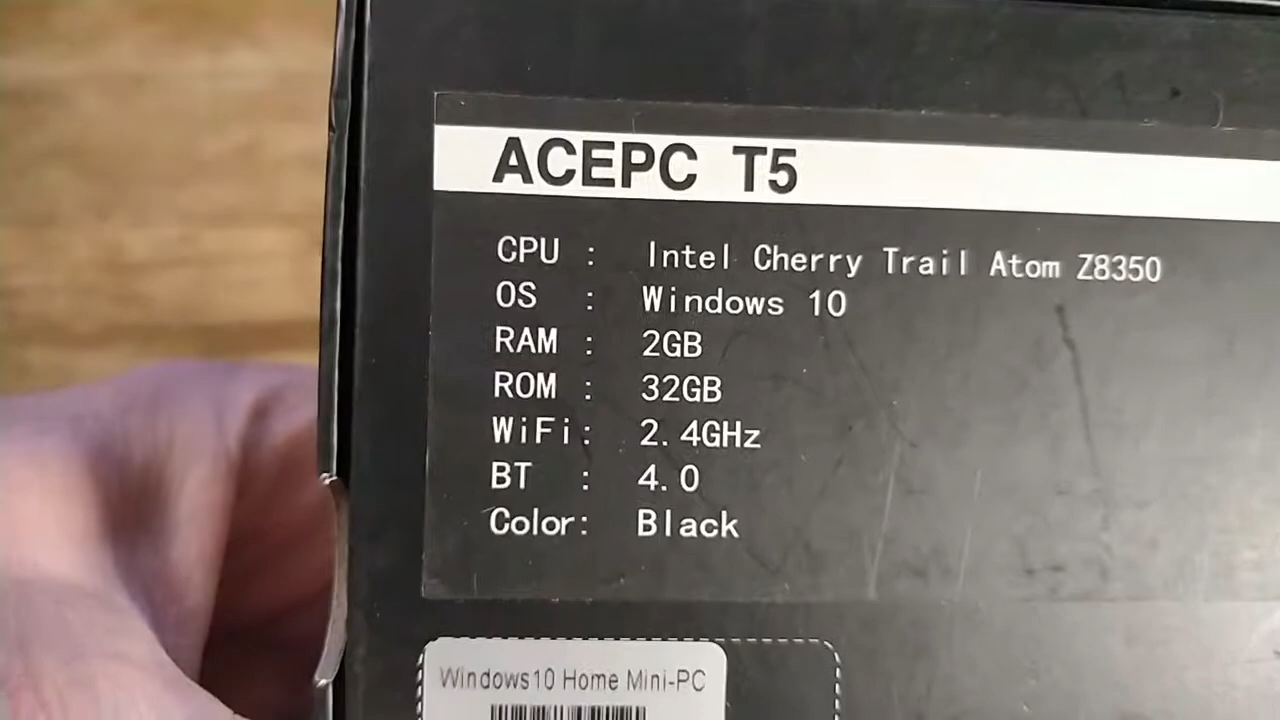 ACEPC T5
CPU : Intel Cherry Trail Atom Z8350
OS : Windows 10
RAM : 2GB
ROM : 32GB
WiFi: 2.4GHz
BT : 4.0
Color: Black
Windows10 Home Mini-PC